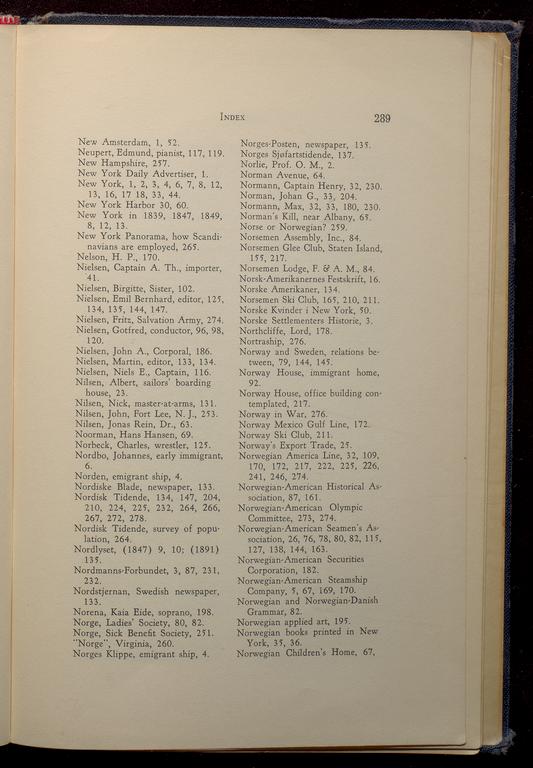 INDEX
289
New Amsterdam, 1, 52.
Neupert, Edmund, pianist, 117, 119.
New Hampshire, 257.
New York Daily Advertiser, 1.
New York, 1, 2, 3, 4, 6, 7, 8, 12,
13, 16, 17 18, 33, 44.
New York Harbor 30, 60.
New York in 1839, 1847, 1849,
8, 12, 13.
New York Panorama, how Scandi-
navians are employed, 265.
Nelson, H. P., 170.
Nielsen, Captain A. Th., importer,
41.
Nielsen, Birgitte, Sister, 102.
Nielsen, Emil Bernhard, editor, 125,
134, 135, 144, 147.
Nielsen, Fritz, Salvation Army, 274.
Nielsen, Gotfred, conductor, 96, 98,
120.
Nielsen, John A., Corporal, 186.
Nielsen, Martin, editor, 133, 134.
Nielsen, Niels E., Captain, 116.
Nilsen, Albert, sailors' boarding
house, 23.
Nilsen, Nick, master-at-arms, 131.
Nilsen, John, Fort Lee, N. J., 253.
Nilsen, Jonas Rein, Dr., 63.
Noorman, Hans Hansen, 69.
Norbeck, Charles, wrestler, 125.
Nordbo, Johannes, early immigrant,
6.
Norden, emigrant ship, 4.
Nordiske Blade, newspaper, 133.
Nordisk Tidende, 134, 147, 204,
210, 224, 225, 232, 264, 266,
267, 272, 278.
Nordisk Tidende, survey of popu-
lation, 264.
Nordlyset, (1847) 9, 10; (1891)
135.
Nordmanns-Forbundet, 3, 87, 231,
232.
Nordstjernan, Swedish newspaper,
133.
Norena, Kaia Eide, soprano, 198.
Norge, Ladies' Society, 80, 82.
Norge, Sick Benefit Society, 251.
"Norge", Virginia, 260.
Norges Klippe, emigrant ship, 4.
Norges-Posten, newspaper, 135.
Norges Sjøfartstidende, 137.
Norlie, Prof. O. M., 2.
Norman Avenue, 64.
Normann, Captain Henry, 32, 230.
Norman, Johan G., 33, 204.
Normann, Max, 32, 33, 180, 230.
Norman's Kill, near Albany, 65.
Norse or Norwegian? 259.
Norsemen Assembly, Inc., 84.
Norsemen Glee Club, Staten Island,
155, 217.
Norsemen Lodge, F. & A. M., 84.
Norsk-Amerikanernes Festskrift, 16.
Norske Amerikaner, 134.
Norsemen Ski Club, 165, 210, 211.
Norske Kvinder i New York, 50.
Norske Settlementers Historie, 3.
Northcliffe, Lord, 178.
Nortraship, 276.
Norway and Sweden, relations be-
tween, 79, 144, 145.
Norway House, immigrant home,
92.
Norway House, office building con-
templated, 217.
Norway in War, 276.
Norway Mexico Gulf Line, 172.
Norway Ski Club, 211.
Norway's Export Trade, 25.
Norwegian America Line, 32, 109,
170, 172, 217, 222, 225, 226,
241, 246, 274.
Norwegian-American Historical As-
sociation, 87, 161.
Norwegian-American Olympic
Committee, 273, 274.
Norwegian-American Seamen's As-
sociation, 26, 76, 78, 80, 82, 115,
127, 138, 144, 163.
Norwegian-American Securities
Corporation, 182.
Norwegian-American Steamship
Company, 5, 67, 169, 170.
Norwegian and Norwegian-Danish
Grammar, 82.
Norwegian applied art, 195.
Norwegian books printed in New
York, 35, 36.
Norwegian Children's Home, 67,